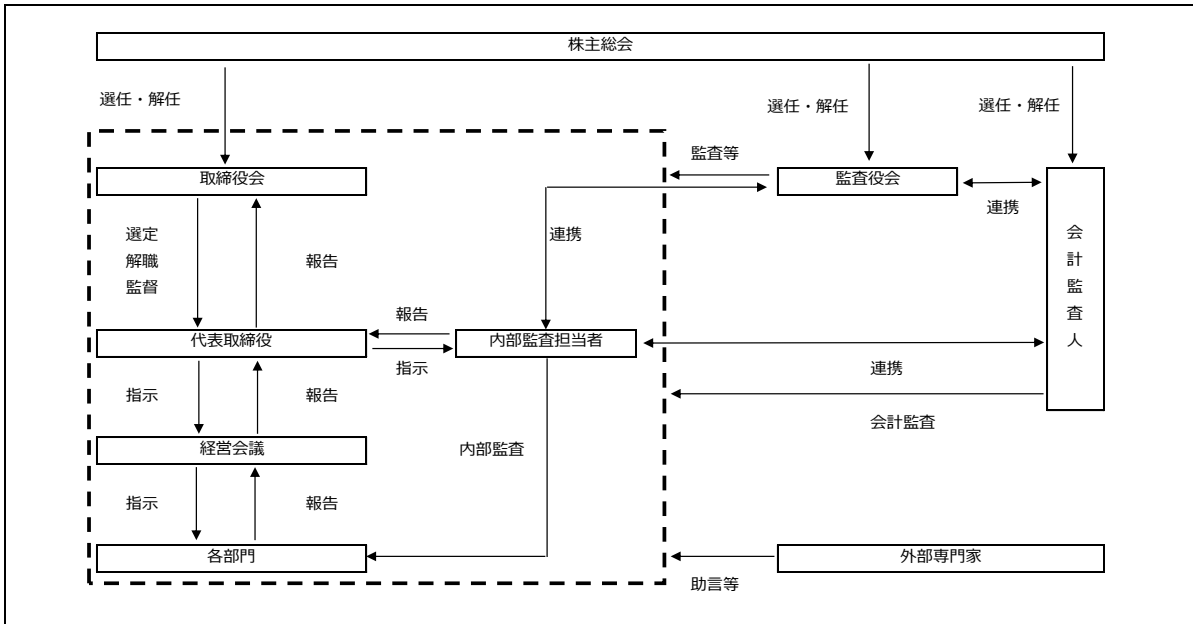 株主総会
選任・解任
選任・解任
選任・解任
監査等
取締役会
監査役会
連携
選定
解職
監督
報告
連携
会計監査人
報告
代表取締役
内部監査担当者
指示
連携
指示
報告
会計監査
経営会議
内部監査
指示
報告
各部門
外部専門家
助言等